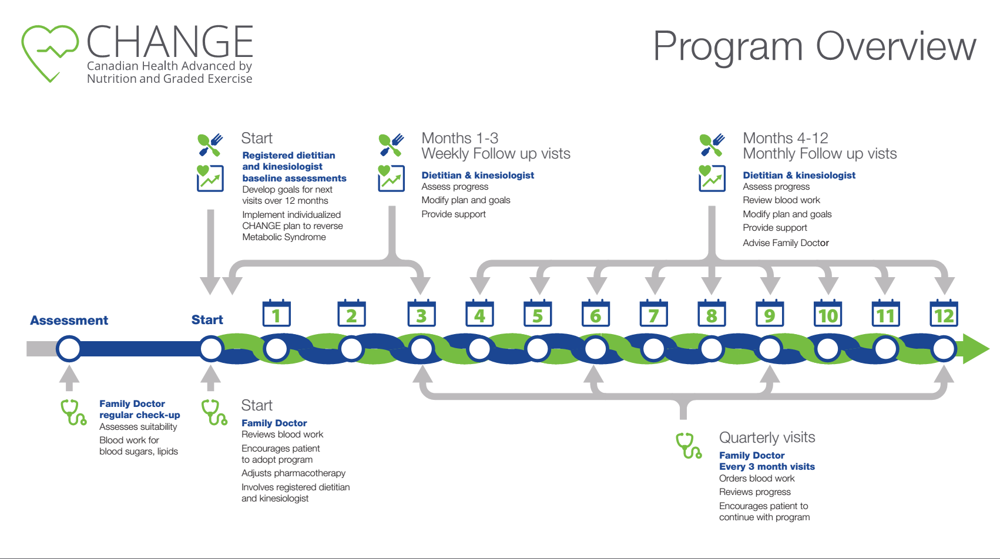 CHANGE
Canadian Health Advanced by
Nutrition and Graded Exercise
Program Overview
Start
Registered dietitian
and kinesiologist
baseline assessments
Develop goals for next
visits over 12 months
Implement individualized
CHANGE plan to reverse
Metabolic Syndrome
Months 1-3
Weekly Follow up vists
Dietitian & kinesiologist
Assess progress
Modify plan and goals
Provide support
Months 4-12
Monthly Follow up vists
Dietitian & kinesiologist
Assess progress
Review blood work
Modify plan and goals
Provide support
Advise Family Doctor
Assessment
Start
1
2
3
4
5
6
7
8
9
10
11
12
Family Doctor
regular check-up
Assesses suitability
Blood work for
blood sugars, lipids
Start
Family Doctor
Reviews blood work
Encourages patient
to adopt program
Adjusts pharmacotherapy
Involves registered dietitian
and kinesiologist
Quarterly visits
Family Doctor
Every 3 month visits
Orders blood work
Reviews progress
Encourages patient to
continue with program